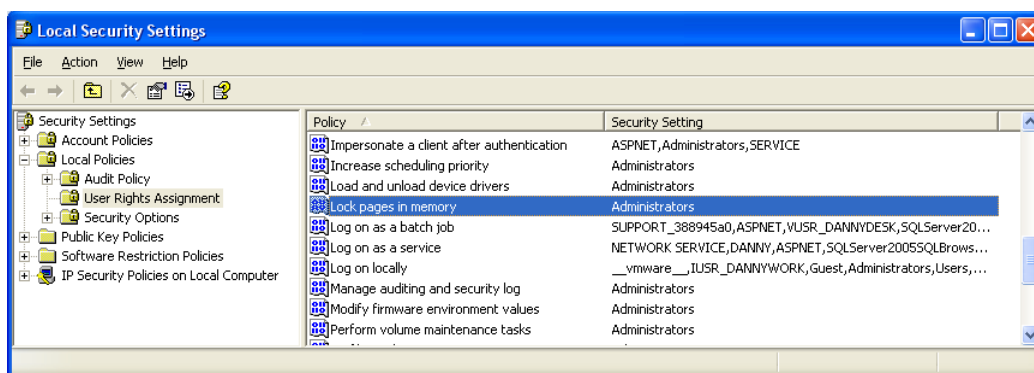 Local Security Settings
File Action View Help
Security Settings
Account Policies
Local Policies
Audit Policy
User Rights Assignment
Security Options
Public Key Policies
Software Restriction Policies
IP Security Policies on Local Computer
Policy Security Setting
Impersonate a client after authentication ASPNET,Administrators,SERVICE
Increase scheduling priority Administrators
Load and unload device drivers Administrators
Lock pages in memory Administrators
Log on as a batch job SUPPORT_388945a0,ASPNET,VUSR_DANNYDESK,SQLServer20...
Log on as a service NETWORK SERVICE,DANNY,ASPNET,SQLServer2005SQLBrows...
Log on locally __vmware__,IUSR_DANNYWORK,Guest,Administrators,Users,...
Manage auditing and security log Administrators
Modify firmware environment values Administrators
Perform volume maintenance tasks Administrators